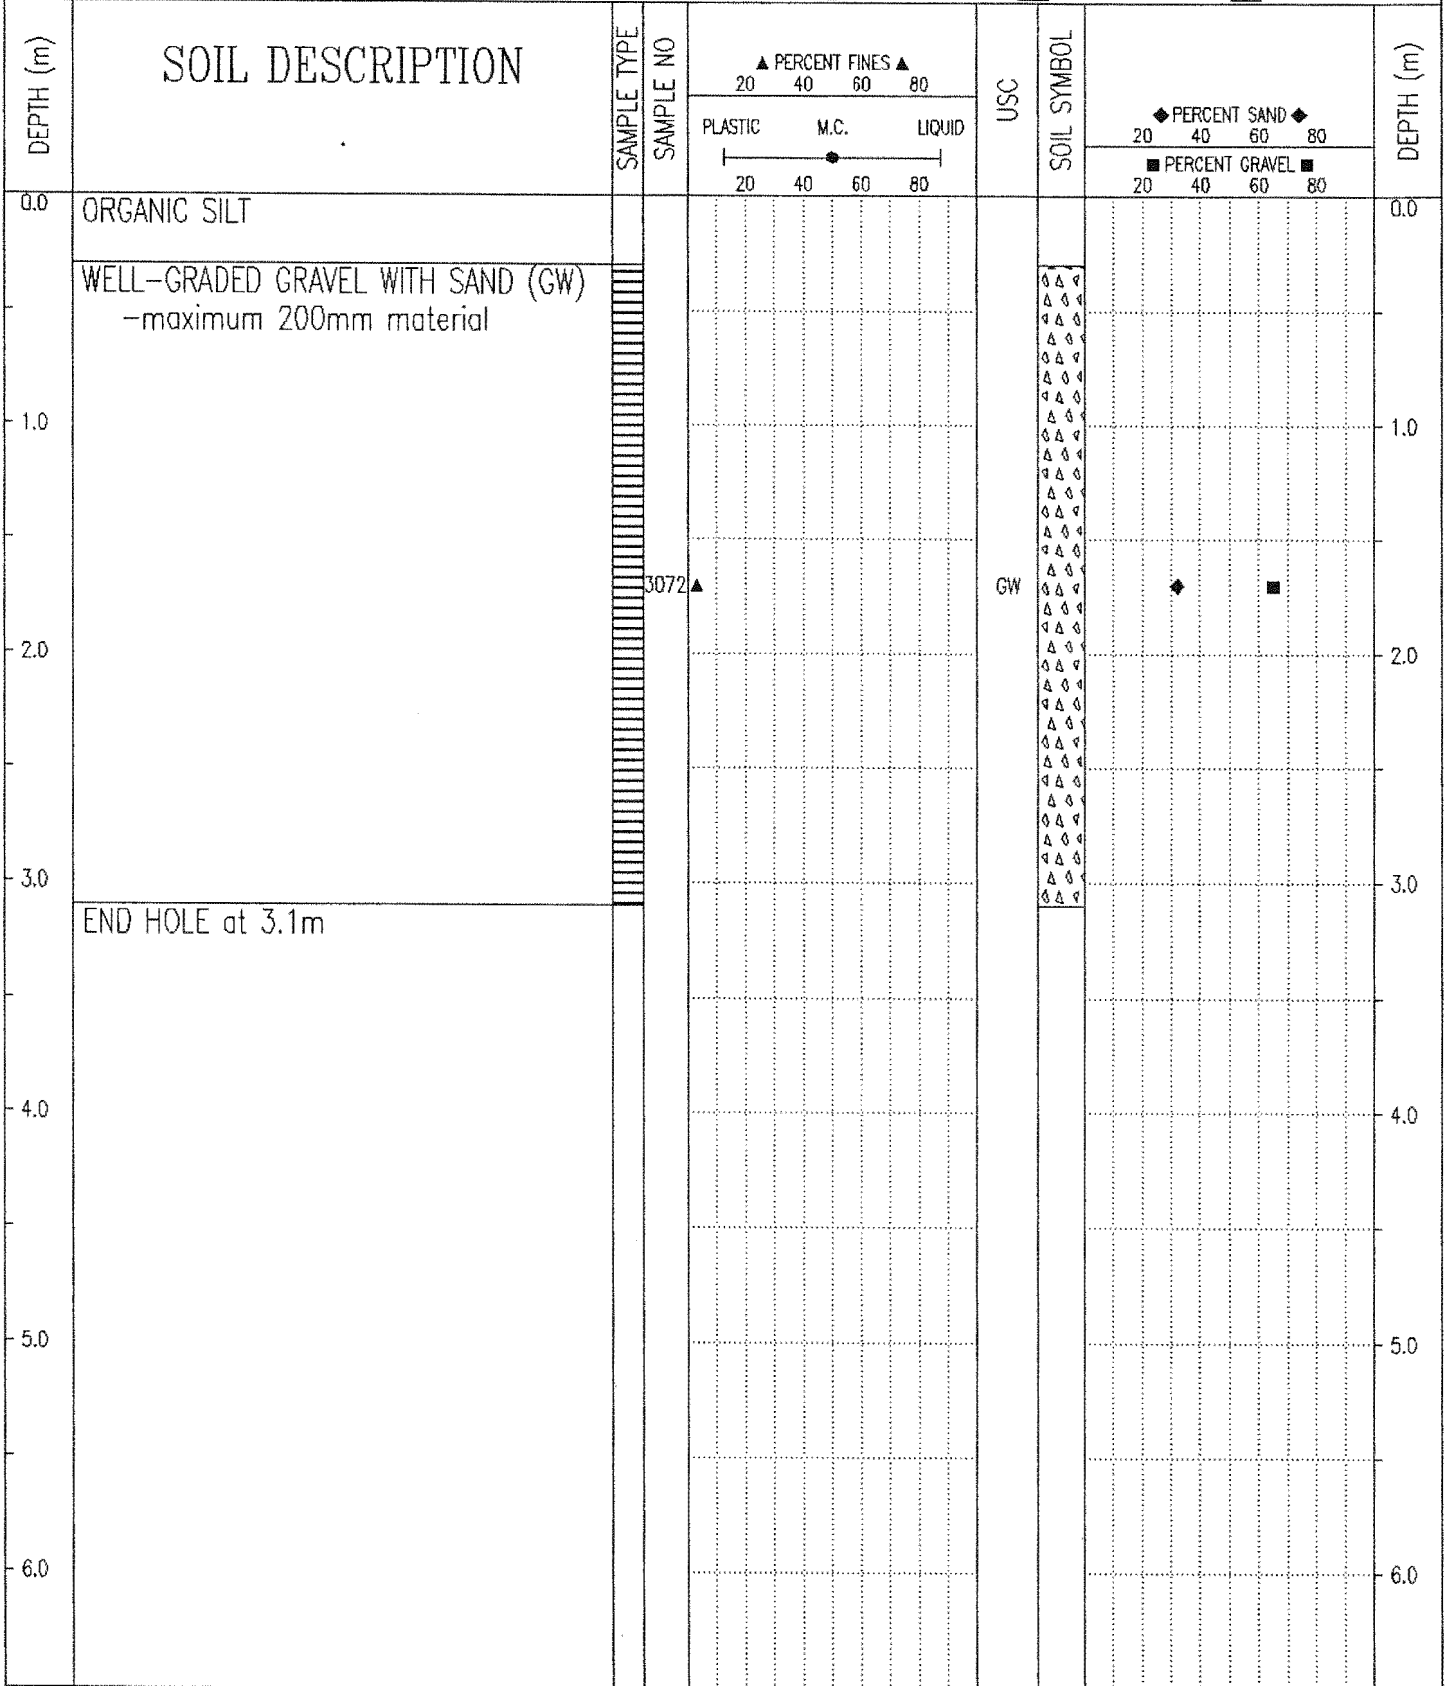 DEPTH (m)
SOIL DESCRIPTION
SAMPLE TYPE
SAMPLE NO
▲ PERCENT FINES ▲
20 40 60 80
PLASTIC M.C. LIQUID
20 40 60 80
USC
SOIL SYMBOL
◆ PERCENT SAND ◆
20 40 60 80
■ PERCENT GRAVEL ■
20 40 60 80
DEPTH (m)
0.0 ORGANIC SILT 0.0
WELL-GRADED GRAVEL WITH SAND (GW)
-maximum 200mm material
1.0 1.0
3072 GW
2.0 2.0
3.0 3.0
END HOLE at 3.1m
4.0 4.0
5.0 5.0
6.0 6.0